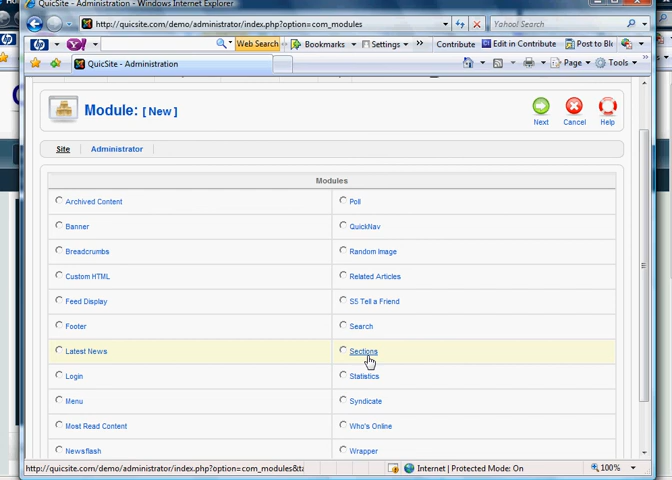 QuicSite - Administration - Windows Internet Explorer
http://quicsite.com/demo/administrator/index.php?option=com_modules
Yahoo! Search
Web Search
Bookmarks
Settings
Contribute
Edit in Contribute
Post to Bl
QuicSite - Administration
Page
Tools
Module: [ New ]
Next
Cancel
Help
Site
Administrator
Modules
Archived Content
Poll
Banner
QuickNav
Breadcrumbs
Random Image
Custom HTML
Related Articles
Feed Display
S5 Tell a Friend
Footer
Search
Latest News
Sections
Login
Statistics
Menu
Syndicate
Most Read Content
Who's Online
Newsflash
Wrapper
http://quicsite.com/demo/administrator/index.php?option=com_modules&ta
Internet | Protected Mode: On
100%